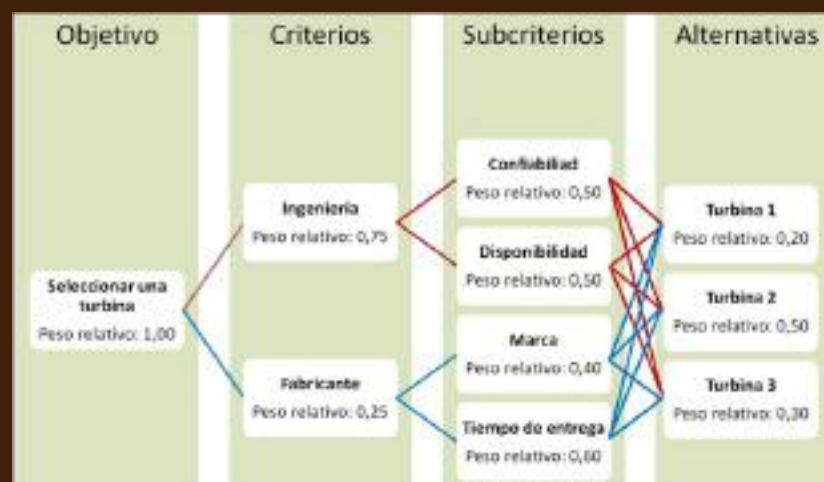 Objetivo
Criterios
Subcriterios
Alternativas
Seleccionar una
turbina
Peso relativo: 1,00
Ingeniería
Peso relativo: 0,75
Fabricante
Peso relativo: 0,25
Confiabiliad
Peso relativo: 0,50
Disponibilidad
Peso relativo: 0,50
Marca
Peso relativo: 0,40
Tiempo de entrega
Peso relativo: 0,60
Turbina 1
Peso relativo: 0,20
Turbina 2
Peso relativo: 0,50
Turbina 3
Peso relativo: 0,30